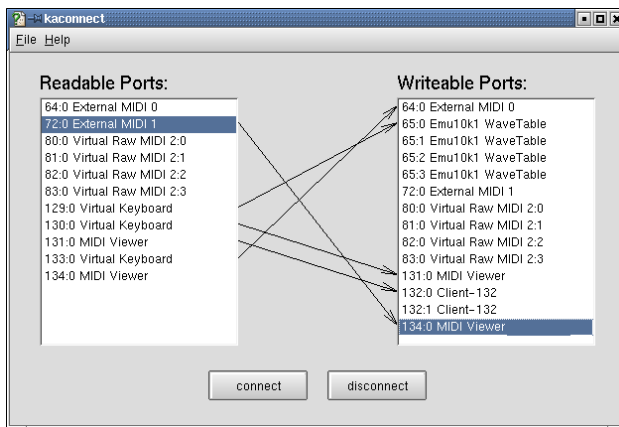 kaconnect
File Help
Readable Ports:
64:0 External MIDI 0
72:0 External MIDI 1
80:0 Virtual Raw MIDI 2:0
81:0 Virtual Raw MIDI 2:1
82:0 Virtual Raw MIDI 2:2
83:0 Virtual Raw MIDI 2:3
129:0 Virtual Keyboard
130:0 Virtual Keyboard
131:0 MIDI Viewer
133:0 Virtual Keyboard
134:0 MIDI Viewer
Writeable Ports:
64:0 External MIDI 0
65:0 Emu10k1 WaveTable
65:1 Emu10k1 WaveTable
65:2 Emu10k1 WaveTable
65:3 Emu10k1 WaveTable
72:0 External MIDI 1
80:0 Virtual Raw MIDI 2:0
81:0 Virtual Raw MIDI 2:1
82:0 Virtual Raw MIDI 2:2
83:0 Virtual Raw MIDI 2:3
131:0 MIDI Viewer
132:0 Client-132
132:1 Client-132
134:0 MIDI Viewer
connect disconnect